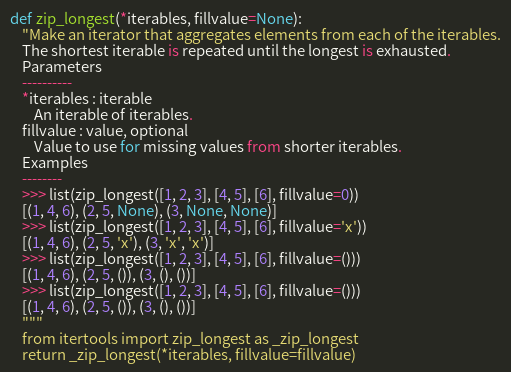 def zip_longest(*iterables, fillvalue=None):
"Make an iterator that aggregates elements from each of the iterables.
The shortest iterable is repeated until the longest is exhausted.
Parameters
----------
*iterables : iterable
An iterable of iterables.
fillvalue : value, optional
Value to use for missing values from shorter iterables.
Examples
--------
>>> list(zip_longest([1, 2, 3], [4, 5], [6], fillvalue=0))
[(1, 4, 6), (2, 5, None), (3, None, None)]
>>> list(zip_longest([1, 2, 3], [4, 5], [6], fillvalue='x'))
[(1, 4, 6), (2, 5, 'x'), (3, 'x', 'x')]
>>> list(zip_longest([1, 2, 3], [4, 5], [6], fillvalue=()))
[(1, 4, 6), (2, 5, ()), (3, (), ())]
>>> list(zip_longest([1, 2, 3], [4, 5], [6], fillvalue=()))
[(1, 4, 6), (2, 5, ()), (3, (), ())]
"""
from itertools import zip_longest as _zip_longest
return _zip_longest(*iterables, fillvalue=fillvalue)